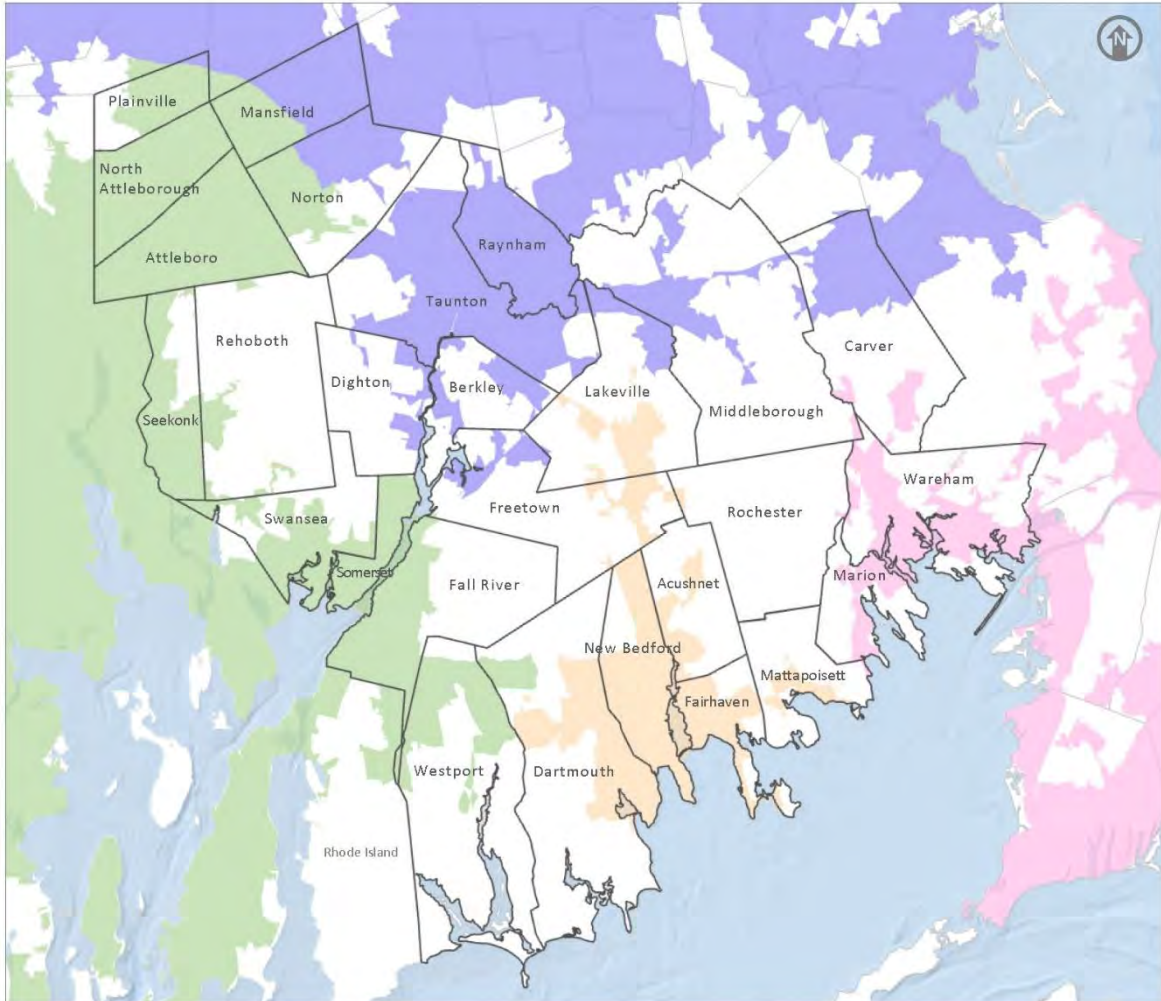 N
Plainville
Mansfield
North
Attleborough
Norton
Attleboro
Raynham
Taunton
Rehoboth
Dighton
Berkley
Lakeville
Carver
Middleborough
Seekonk
Wareham
Swansea
Freetown
Rochester
Somerset
Fall River
Acushnet
Marion
New Bedford
Mattapoisett
Fairhaven
Westport
Dartmouth
Rhode Island